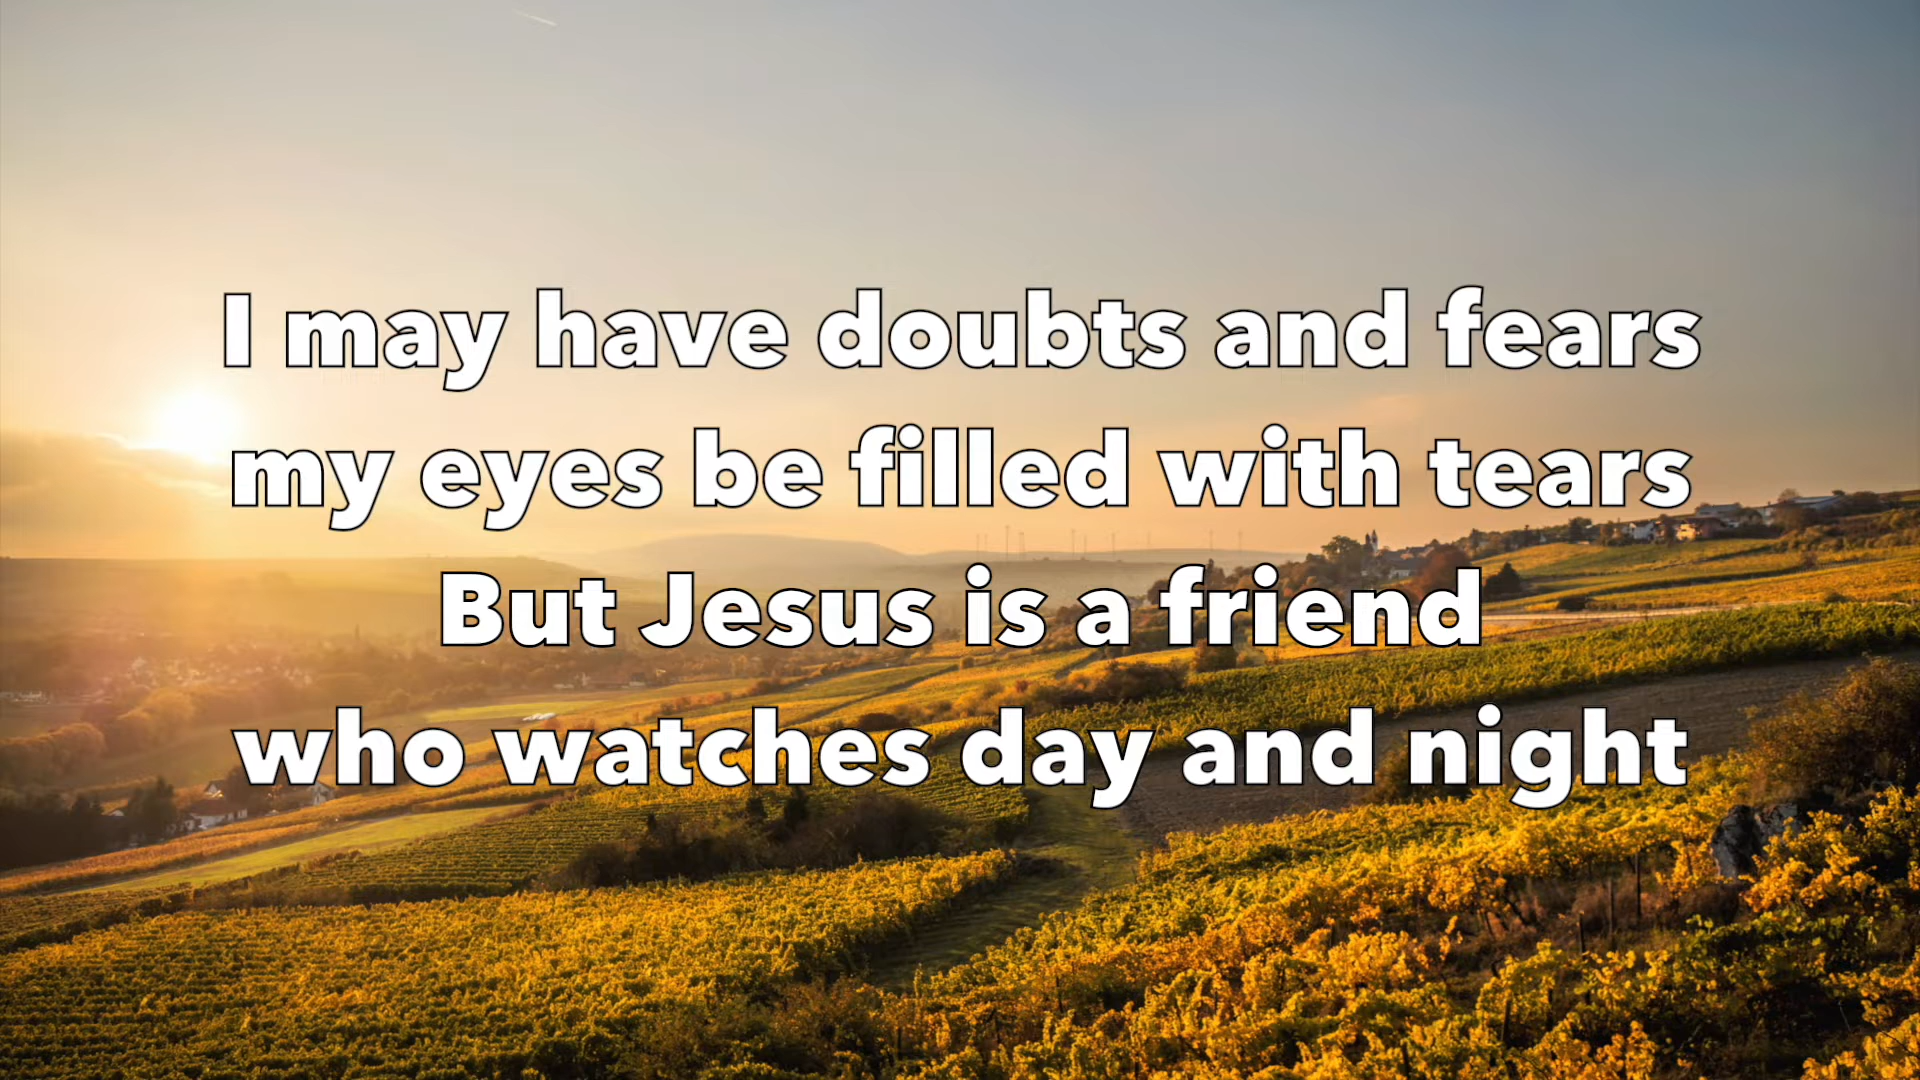 I may have doubts and fears
my eyes be filled with tears
But Jesus is a friend
who watches day and night